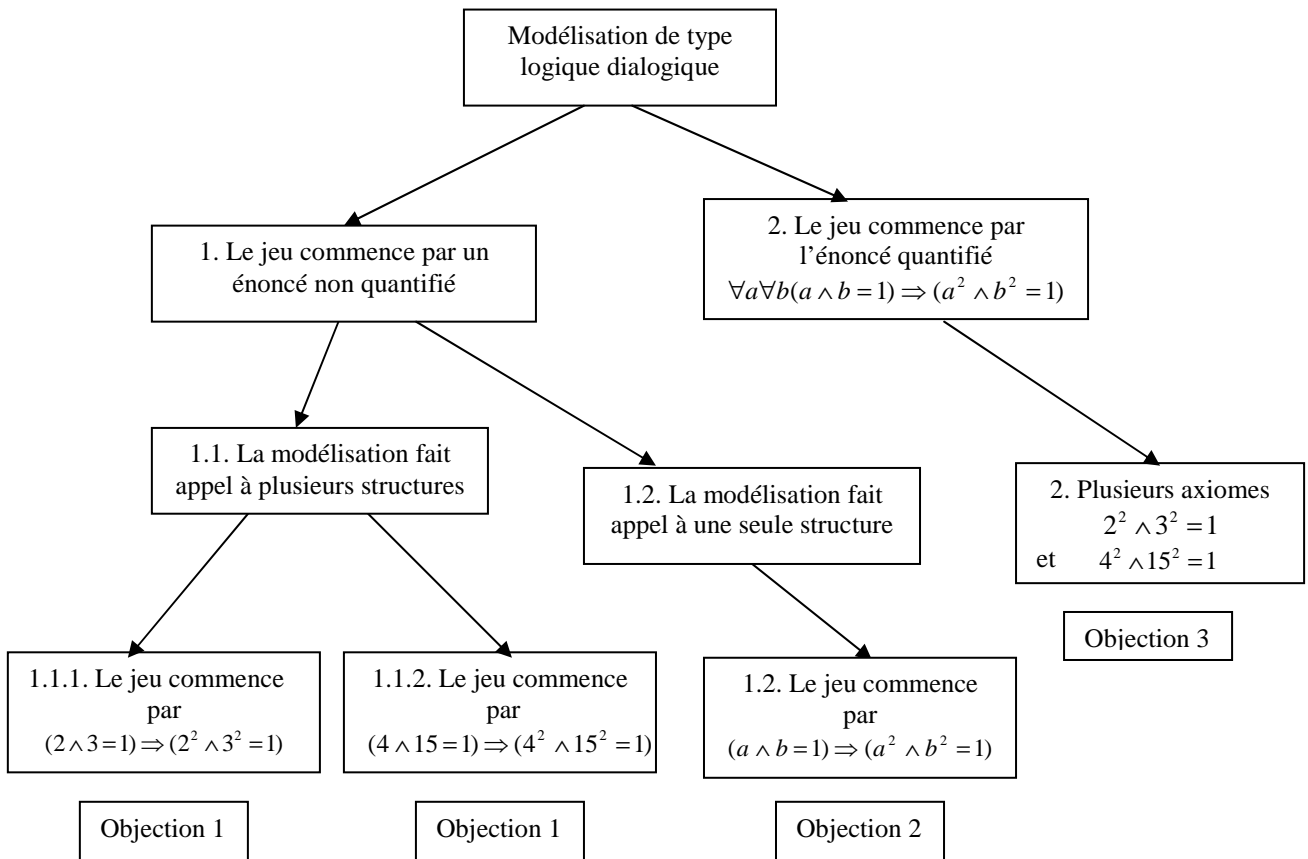 Modélisation de type
logique dialogique
1. Le jeu commence par un
énoncé non quantifié
2. Le jeu commence par
l’énoncé quantifié
∀a∀b(a ∧ b = 1) ⇒ (a² ∧ b² = 1)
1.1. La modélisation fait
appel à plusieurs structures
1.2. La modélisation fait
appel à une seule structure
2. Plusieurs axiomes
2² ∧ 3² = 1
et 4² ∧ 15² = 1
Objection 3
1.1.1. Le jeu commence
par
(2 ∧ 3 = 1) ⇒ (2² ∧ 3² = 1)
1.1.2. Le jeu commence
par
(4 ∧ 15 = 1) ⇒ (4² ∧ 15² = 1)
1.2. Le jeu commence
par
(a ∧ b = 1) ⇒ (a² ∧ b² = 1)
Objection 1
Objection 1
Objection 2